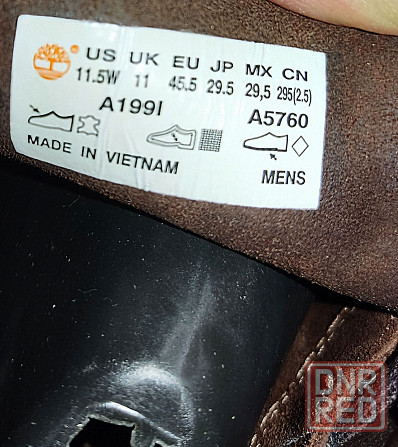 US UK EU JP MX CN
11.5W 11 45.5 29.5 29,5 295(2.5)
A199I A5760
MADE IN VIETNAM
MENS
DNK
RED